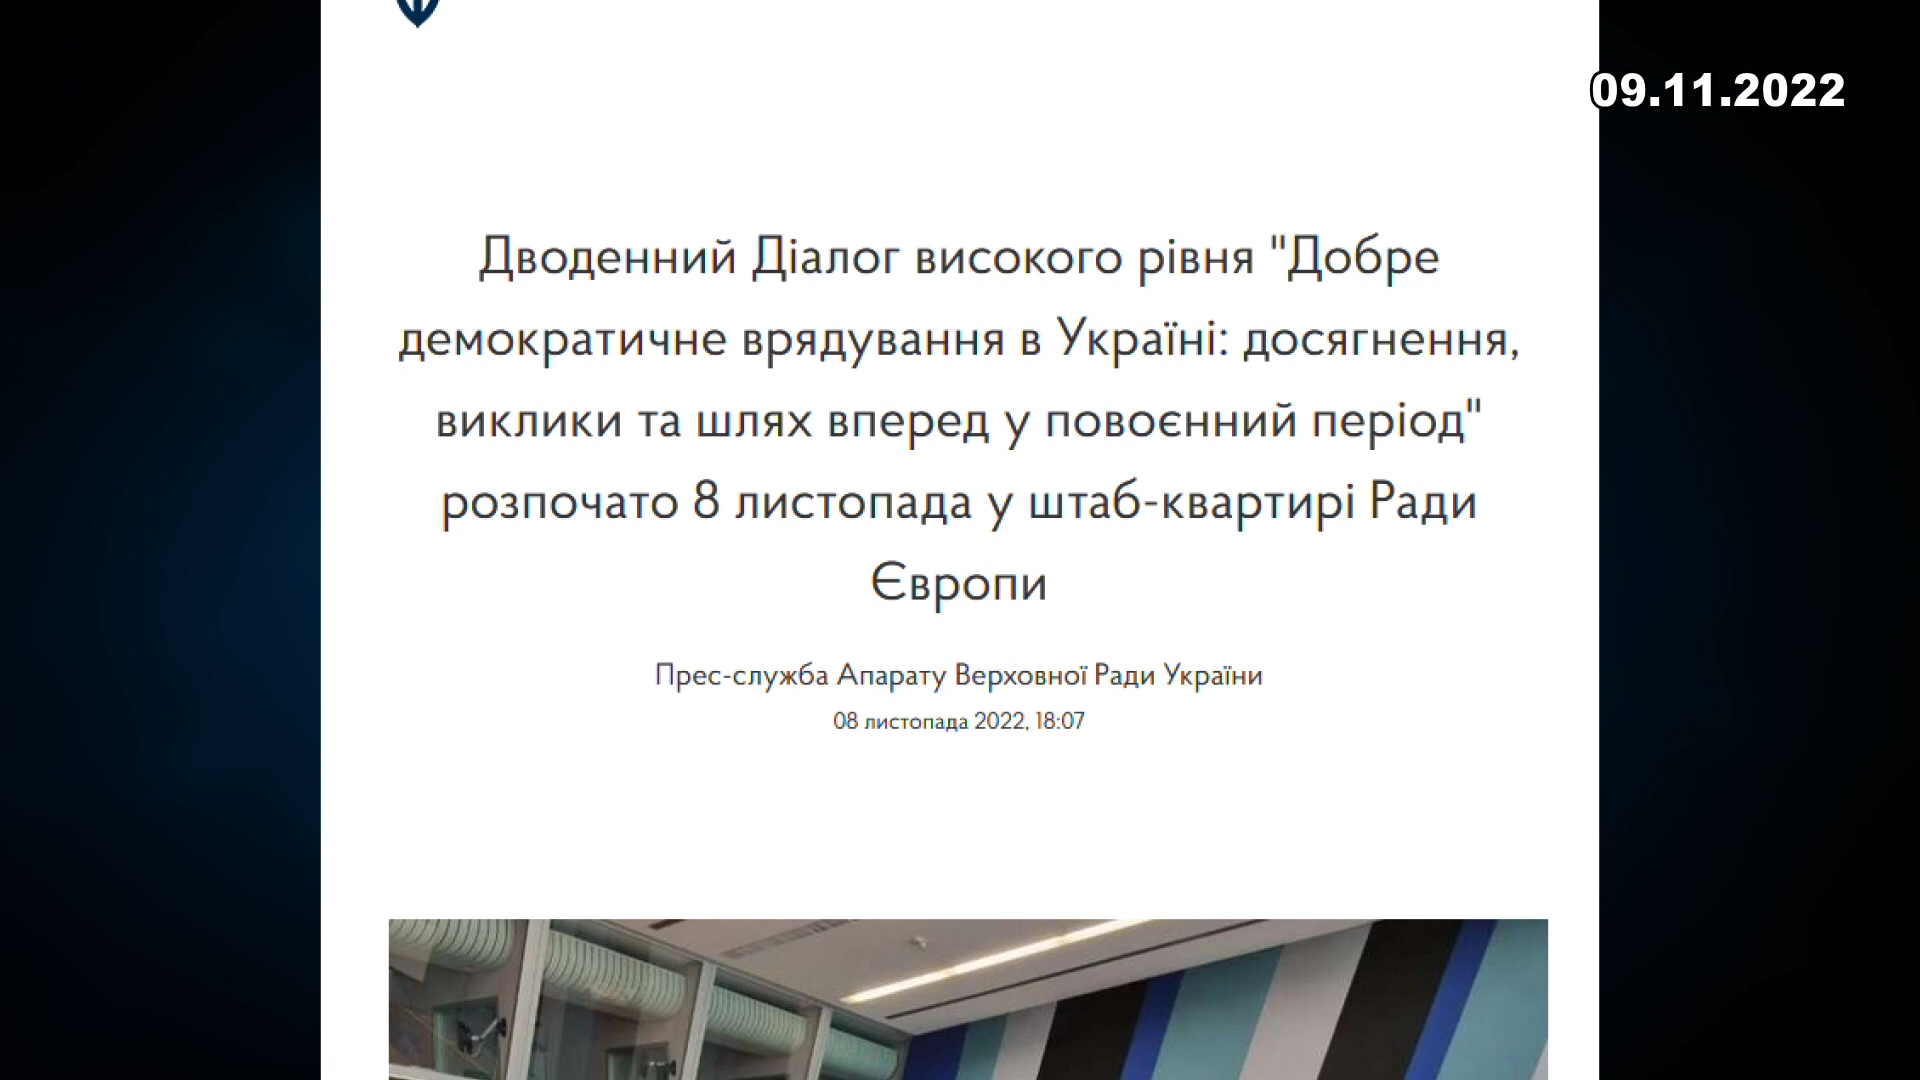 09.11.2022
Дводенний Діалог високого рівня "Добре
демократичне врядування в Україні: досягнення,
виклики та шлях вперед у повоєнний період"
розпочато 8 листопада у штаб-квартирі Ради
Європи
Прес-служба Апарату Верховної Ради України
08 листопада 2022, 18:07